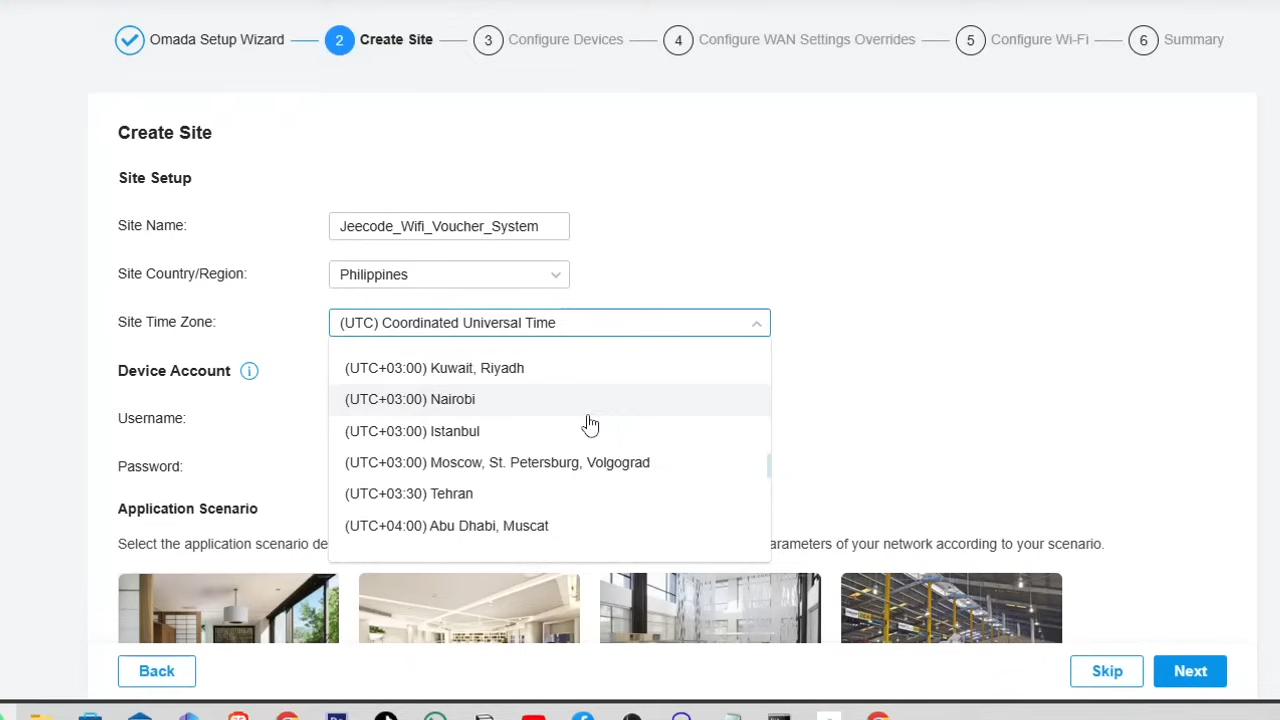 Omada Setup Wizard
2 Create Site
3 Configure Devices
4 Configure WAN Settings Overrides
5 Configure Wi-Fi
6 Summary
Create Site
Site Setup
Site Name: Jeecode_Wifi_Voucher_System
Site Country/Region: Philippines
Site Time Zone: (UTC) Coordinated Universal Time
(UTC+03:00) Kuwait, Riyadh
(UTC+03:00) Nairobi
(UTC+03:00) Istanbul
(UTC+03:00) Moscow, St. Petersburg, Volgograd
(UTC+03:30) Tehran
(UTC+04:00) Abu Dhabi, Muscat
Device Account
Username:
Password:
Application Scenario
Select the application scenario de
arameters of your network according to your scenario.
Back
Skip
Next